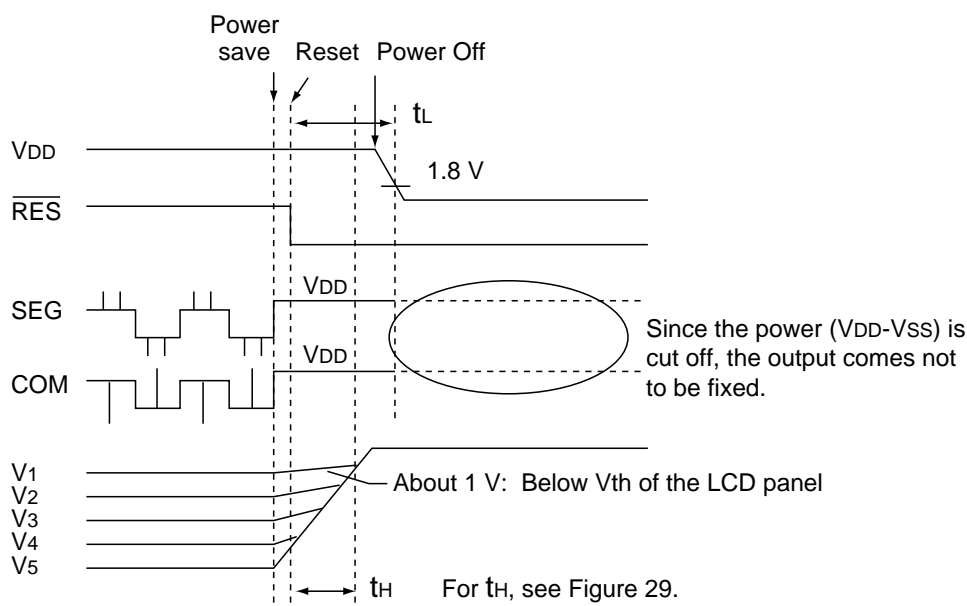 Power
save Reset Power Off
tL
VDD
1.8 V
RES
VDD
SEG
Since the power (VDD-VSS) is
cut off, the output comes not
to be fixed.
VDD
COM
V1
About 1 V: Below Vth of the LCD panel
V2
V3
V4
V5
tH For tH, see Figure 29.